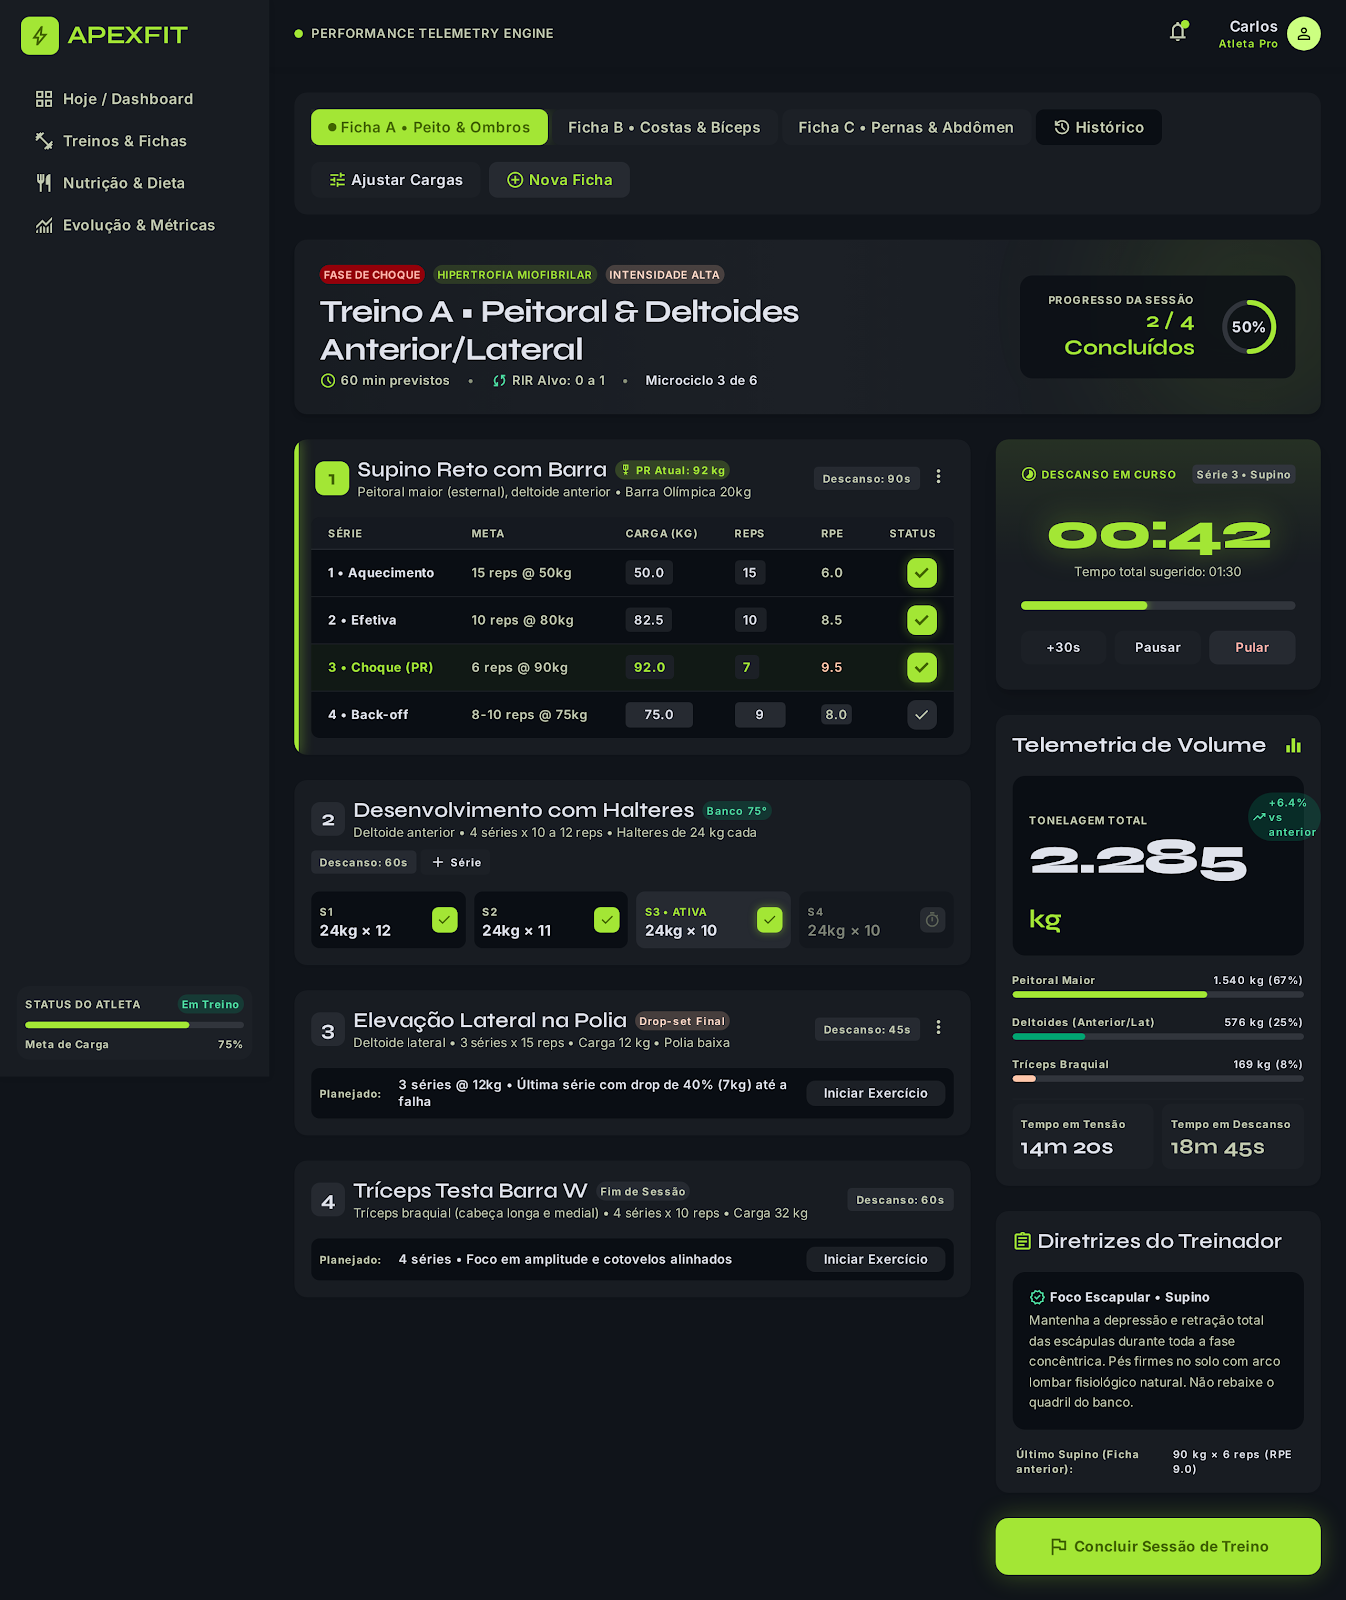 APEXFIT
Hoje / Dashboard
Treinos & Fichas
Nutrição & Dieta
Evolução & Métricas
STATUS DO ATLETA
Em Treino
Meta de Carga
75%
PERFORMANCE TELEMETRY ENGINE
Carlos
Atleta Pro
Ficha A • Peito & Ombros
Ficha B • Costas & Bíceps
Ficha C • Pernas & Abdômen
Histórico
Ajustar Cargas
Nova Ficha
FASE DE CHOQUE
HIPERTROFIA MIOFIBRILAR
INTENSIDADE ALTA
Treino A • Peitoral & Deltoides
Anterior/Lateral
60 min previstos • RIR Alvo: 0 a 1 • Microciclo 3 de 6
PROGRESSO DA SESSÃO
2 / 4
Concluídos
50%
1
Supino Reto com Barra
PR Atual: 92 kg
Peitoral maior (esternal), deltoide anterior • Barra Olímpica 20kg
Descanso: 90s
SÉRIE META CARGA (KG) REPS RPE STATUS
1 • Aquecimento 15 reps @ 50kg 50.0 15 6.0
2 • Efetiva 10 reps @ 80kg 82.5 10 8.5
3 • Choque (PR) 6 reps @ 90kg 92.0 7 9.5
4 • Back-off 8-10 reps @ 75kg 75.0 9 8.0
2
Desenvolvimento com Halteres
Banco 75°
Deltoide anterior • 4 séries x 10 a 12 reps • Halteres de 24 kg cada
Descanso: 60s
+ Série
S1
24kg × 12
S2
24kg × 11
S3 • ATIVA
24kg × 10
S4
24kg × 10
3
Elevação Lateral na Polia
Drop-set Final
Deltoide lateral • 3 séries x 15 reps • Carga 12 kg • Polia baixa
Descanso: 45s
Planejado:
3 séries @ 12kg • Última série com drop de 40% (7kg) até a
falha
Iniciar Exercício
4
Tríceps Testa Barra W
Fim de Sessão
Tríceps braquial (cabeça longa e medial) • 4 séries x 10 reps • Carga 32 kg
Descanso: 60s
Planejado:
4 séries • Foco em amplitude e cotovelos alinhados
Iniciar Exercício
DESCANSO EM CURSO
Série 3 • Supino
00:42
Tempo total sugerido: 01:30
+30s
Pausar
Pular
Telemetria de Volume
TONELAGEM TOTAL
+6.4%
vs
anterior
2.285
kg
Peitoral Maior
1.540 kg (67%)
Deltoides (Anterior/Lat)
576 kg (25%)
Tríceps Braquial
169 kg (8%)
Tempo em Tensão
14m 20s
Tempo em Descanso
18m 45s
Diretrizes do Treinador
Foco Escapular • Supino
Mantenha a depressão e retração total
das escápulas durante toda a fase
concêntrica. Pés firmes no solo com arco
lombar fisiológico natural. Não rebaixe o
quadril do banco.
Último Supino (Ficha
anterior):
90 kg × 6 reps (RPE
9.0)
Concluir Sessão de Treino